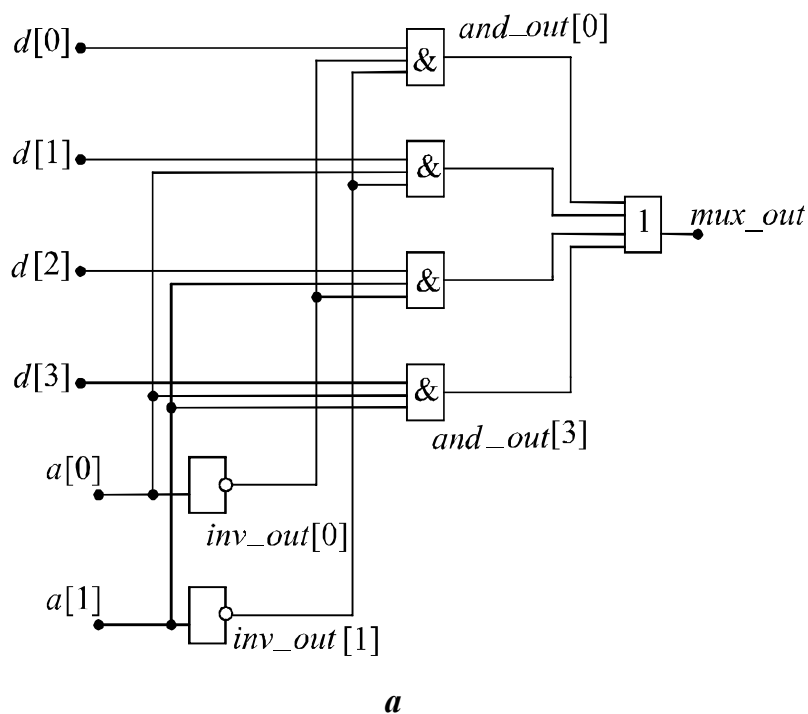 and_out[0]
d[0]
&
d[1]
&
mux_out
1
d[2]
&
d[3]
&
and_out[3]
a[0]
inv_out[0]
a[1]
inv_out[1]
a